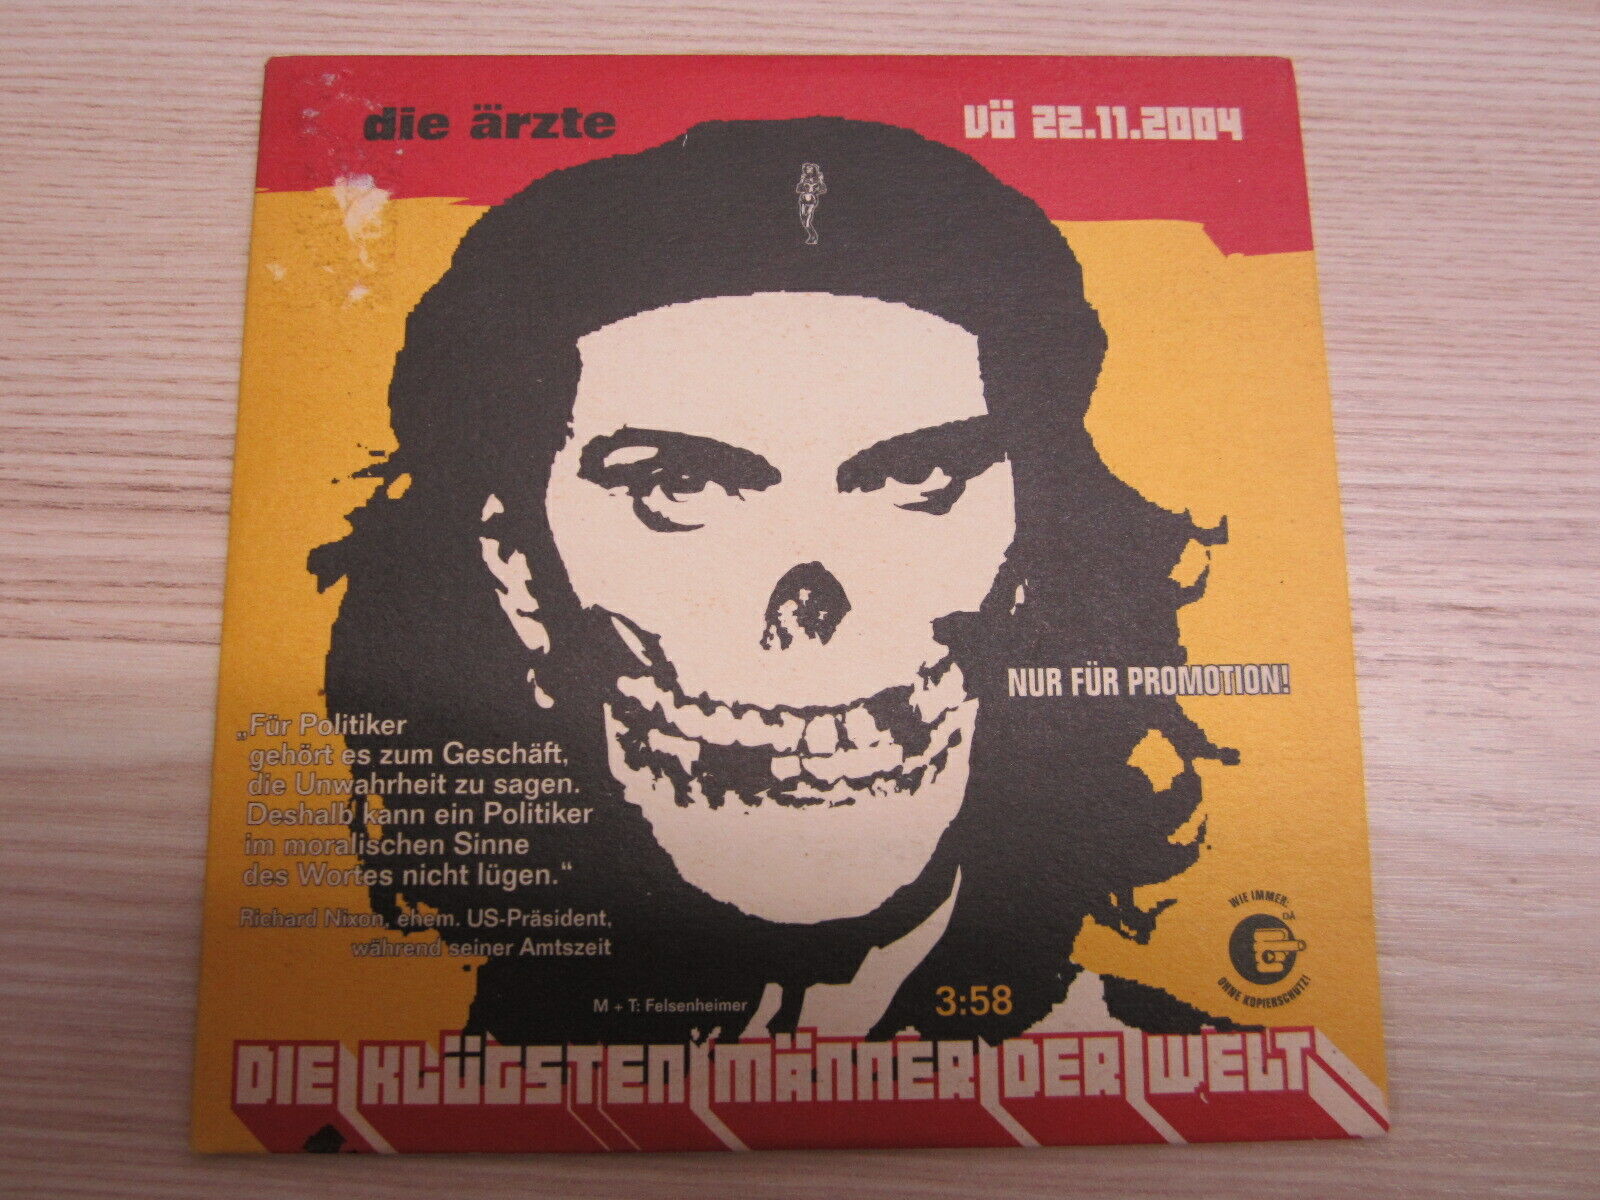 die ärzte
VÖ 22.11.2004
NUR FÜR PROMOTION!
„Für Politiker
gehört es zum Geschäft,
die Unwahrheit zu sagen.
Deshalb kann ein Politiker
im moralischen Sinne
des Wortes nicht lügen.“
Richard Nixon, ehem. US-Präsident,
während seiner Amtszeit
WIE IMMER:
DÄ
OHNE KOPIERSCHUTZ!
M + T: Felsenheimer
3:58
DIE KLÜGSTEN MÄNNER DER WELT